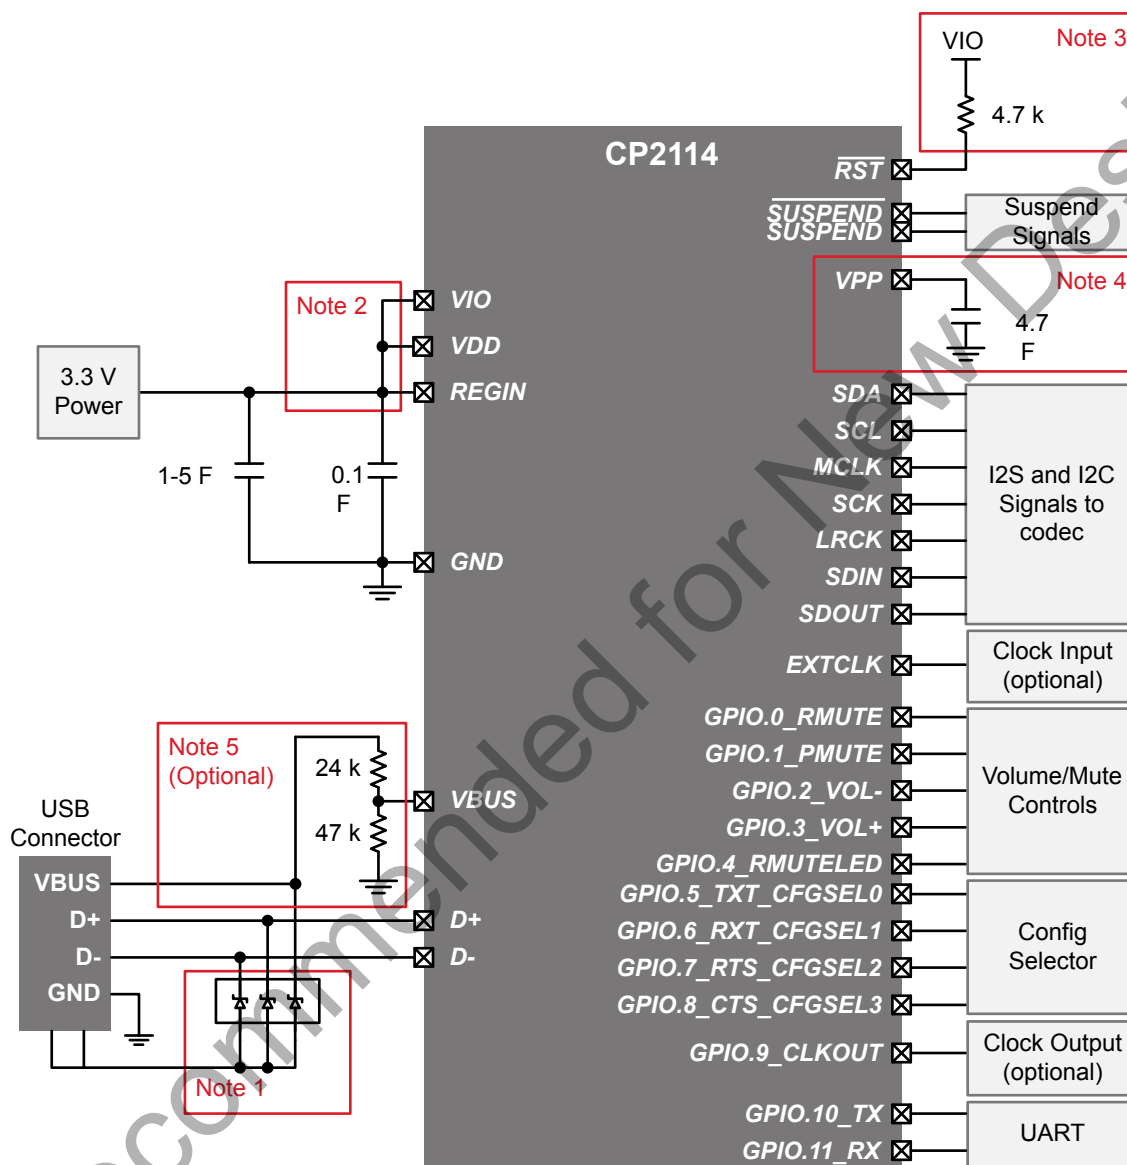 VIO
Note 3
4.7 k
CP2114
RST
SUSPEND
SUSPEND
Suspend
Signals
VPP
Note 4
4.7
F
Note 2
VIO
VDD
REGIN
3.3 V
Power
1-5 F
0.1
F
GND
SDA
SCL
MCLK
SCK
LRCK
SDIN
SDOUT
I2S and I2C
Signals to
codec
EXTCLK
Clock Input
(optional)
GPIO.0_RMUTE
GPIO.1_PMUTE
GPIO.2_VOL-
GPIO.3_VOL+
GPIO.4_RMUTELED
Volume/Mute
Controls
Note 5
(Optional)
24 k
47 k
VBUS
USB
Connector
VBUS
D+
D-
GND
D+
D-
Note 1
GPIO.5_TXT_CFGSEL0
GPIO.6_RXT_CFGSEL1
GPIO.7_RTS_CFGSEL2
GPIO.8_CTS_CFGSEL3
Config
Selector
GPIO.9_CLKOUT
Clock Output
(optional)
GPIO.10_TX
GPIO.11_RX
UART
ecommended for New Des